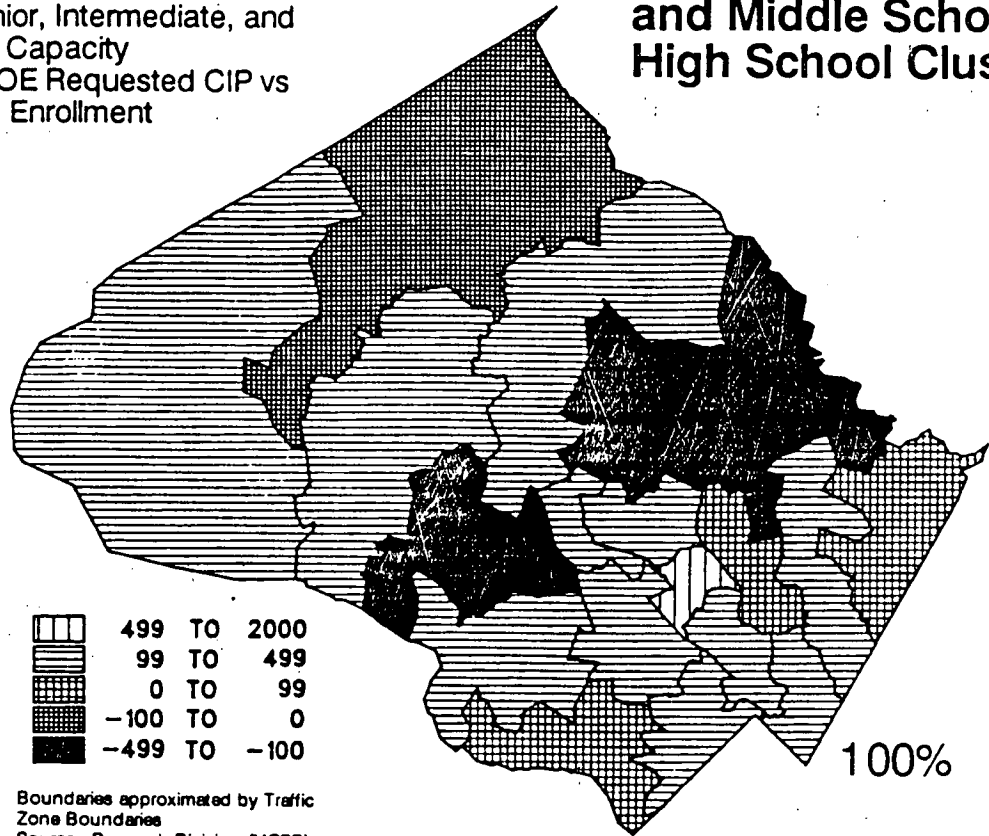 nior, Intermediate, and
Capacity
OE Requested CIP vs
Enrollment
and Middle Scho
High School Clus
499 TO 2000
99 TO 499
0 TO 99
-100 TO 0
-499 TO -100
100%
Boundaries approximated by Traffic
Zone Boundaries